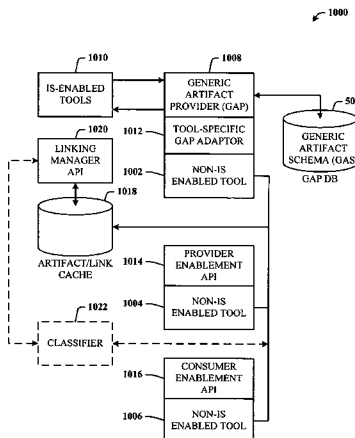 1000
1010
1008
IS-ENABLED
TOOLS
GENERIC
ARTIFACT
PROVIDER (GAP)
50
1020
1012
TOOL-SPECIFIC
GAP ADAPTOR
GENERIC
ARTIFACT
SCHEMA (GAS
LINKING
MANAGER
API
1002
NON-IS
ENABLED TOOL
GAP DB
1018
ARTIFACT/LINK
CACHE
1014
PROVIDER
ENABLEMENT
API
1004
NON-IS
ENABLED TOOL
1022
CLASSIFIER
1016
CONSUMER
ENABLEMENT
API
1006
NON-IS
ENABLED TOOL